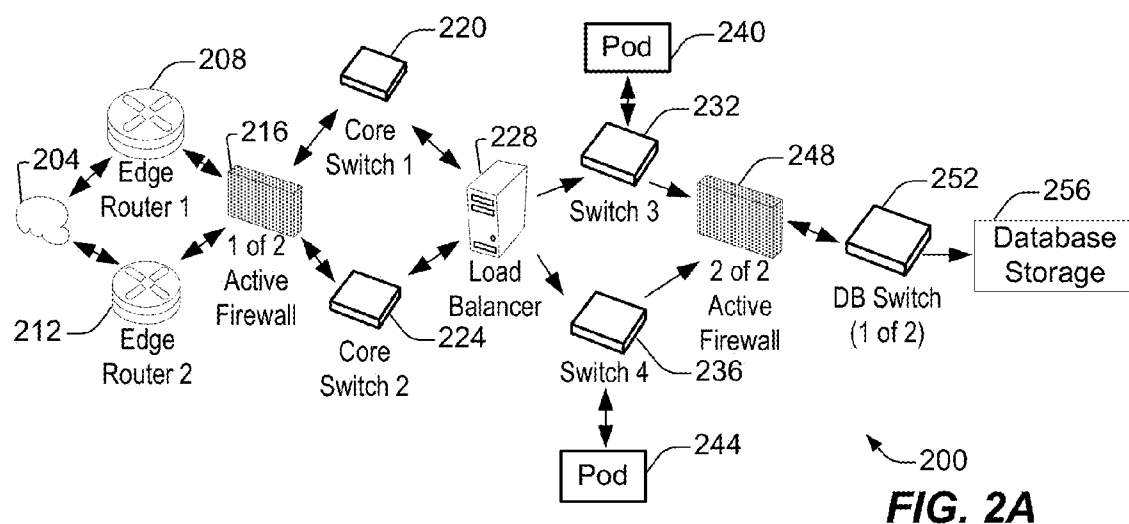 220
Core
Switch 1
208
Edge
Router 1
204
212
Edge
Router 2
216
1 of 2
Active
Firewall
Core
Switch 2
224
228
Load
Balancer
Pod
240
232
Switch 3
Switch 4
236
Pod
244
248
2 of 2
Active
Firewall
252
DB Switch
(1 of 2)
256
Database
Storage
200
FIG. 2A